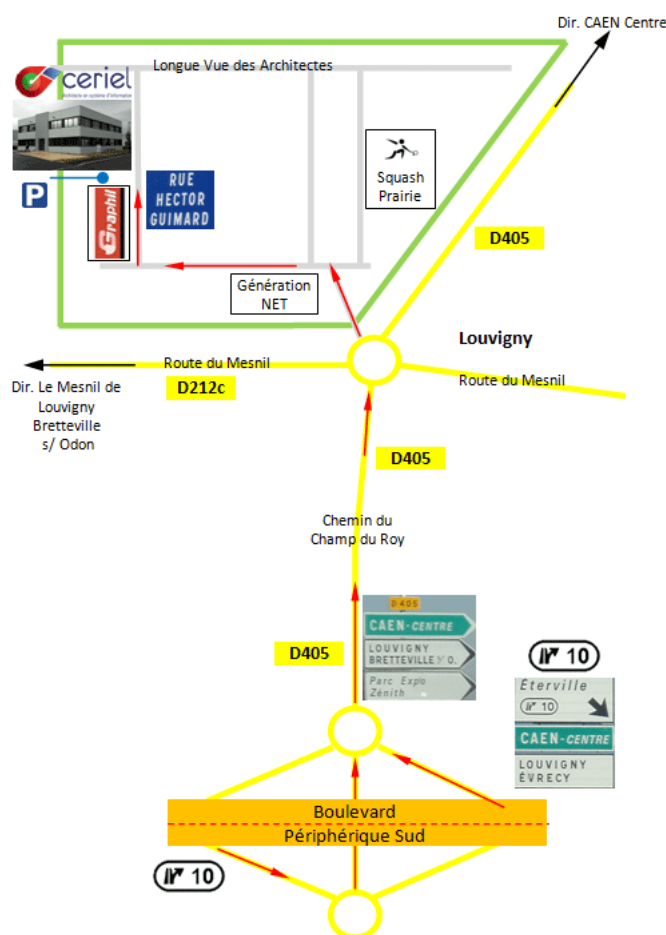 Dir. CAEN Centre
Longue Vue des Architectes
ceriel
Squash
Prairie
P
Graphil
RUE
HECTOR
GUIMARD
D405
Génération
NET
Louvigny
Route du Mesnil
D212c
Route du Mesnil
Dir. Le Mesnil de
Louvigny
Bretteville
s/ Odon
D405
Chemin du
Champ du Roy
D405
D405
CAEN-CENTRE
LOUVIGNY
BRETTEVILLE S/ O.
Parc Expo
Zénith
10
Éterville
10
CAEN-CENTRE
LOUVIGNY
ÉVRECY
Boulevard
Périphérique Sud
10